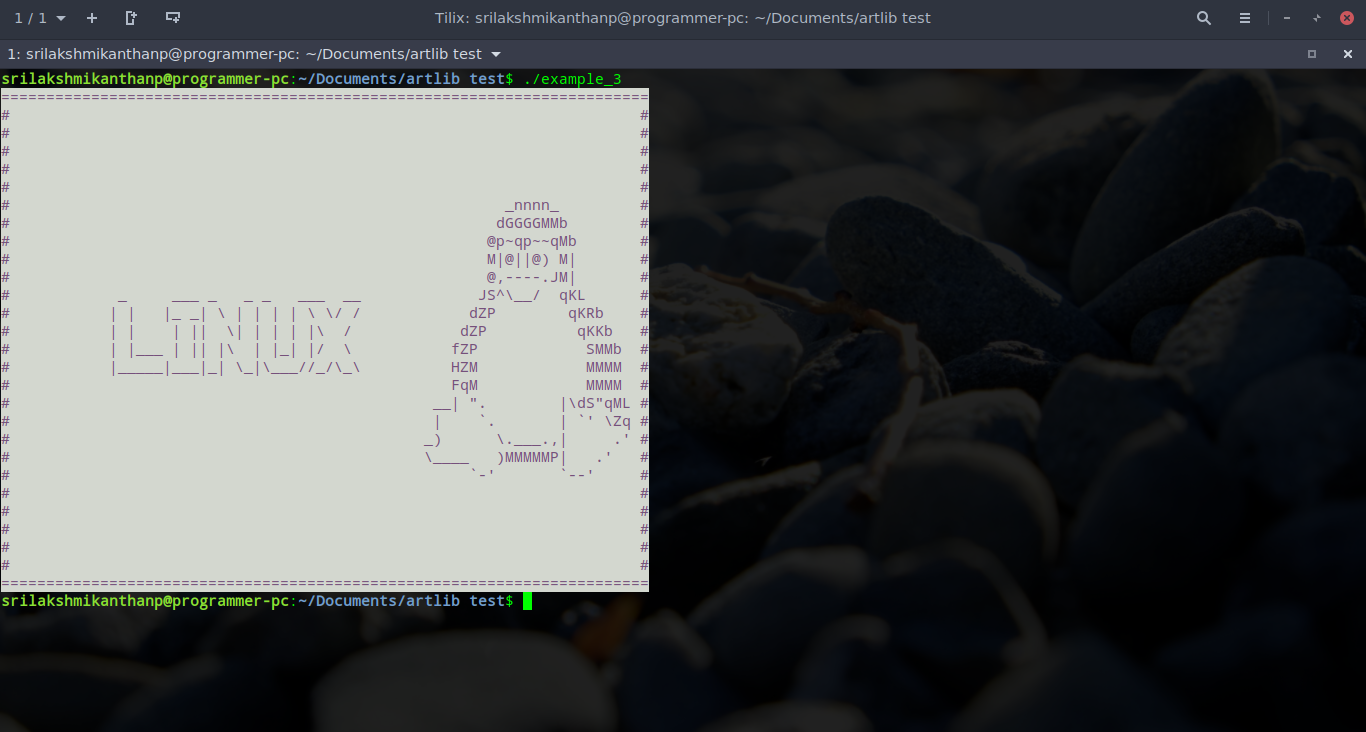 1 / 1 Tilix: srilakshmikanthanp@programmer-pc: ~/Documents/artlib test
1: srilakshmikanthanp@programmer-pc: ~/Documents/artlib test
srilakshmikanthanp@programmer-pc:~/Documents/artlib test$ ./example_3
========================================================================
#                                                                      #
#                                                                      #
#                                                                      #
#                                                                      #
#                                                                      #
#                                                       _nnnn_         #
#                                                      dGGGGMMb        #
#                                                     @p~qp~~qMb       #
#                                                     M|@||@) M|       #
#                                                     @,----.JM|       #
#            _     ___ _   _ _   ___  __             JS^\__/  qKL      #
#           | |   |_ _| \ | | | | \ \/ /            dZP        qKRb    #
#           | |    | ||  \| | | | |\  /            dZP          qKKb   #
#           | |___ | || |\  | |_| |/  \           fZP            SMMb  #
#           |_____|___|_| \_|\___//_/\_\          HZM            MMMM  #
#                                                 FqM            MMMM  #
#                                               __| ".        |\dS"qML #
#                                               |    `.       | `' \Zq #
#                                              _)      \.___.,|     .' #
#                                              \____   )MMMMMP|   .'   #
#                                                   `-'       `--'     #
#                                                                      #
#                                                                      #
#                                                                      #
#                                                                      #
#                                                                      #
========================================================================
srilakshmikanthanp@programmer-pc:~/Documents/artlib test$